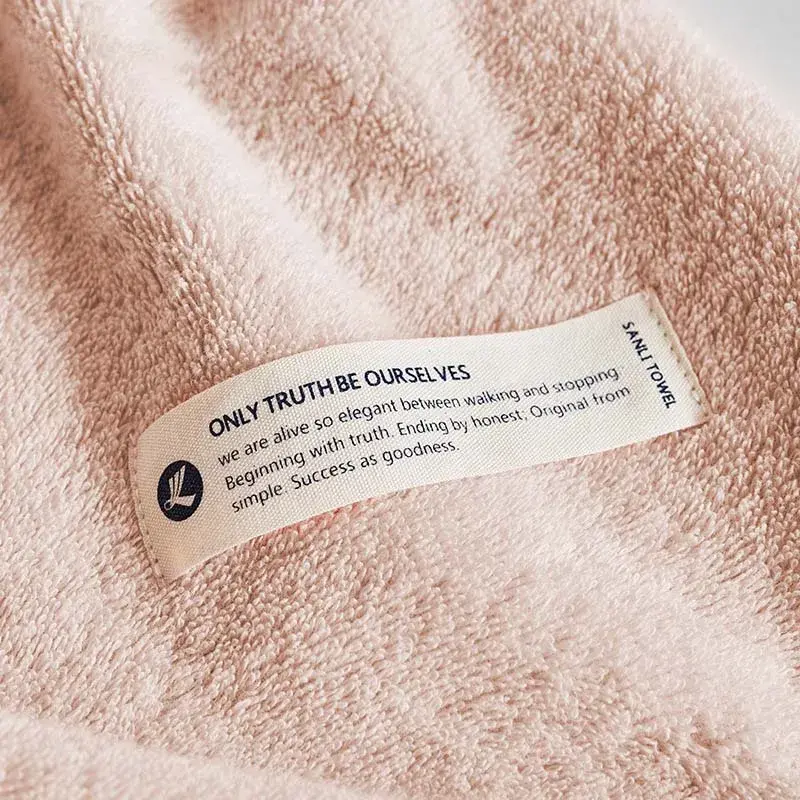 ONLY TRUTH BE OURSELVES
we are alive so elegant between walking and stopping
Beginning with truth. Ending by honest; Original from
simple. Success as goodness.
SANLI TOWEL